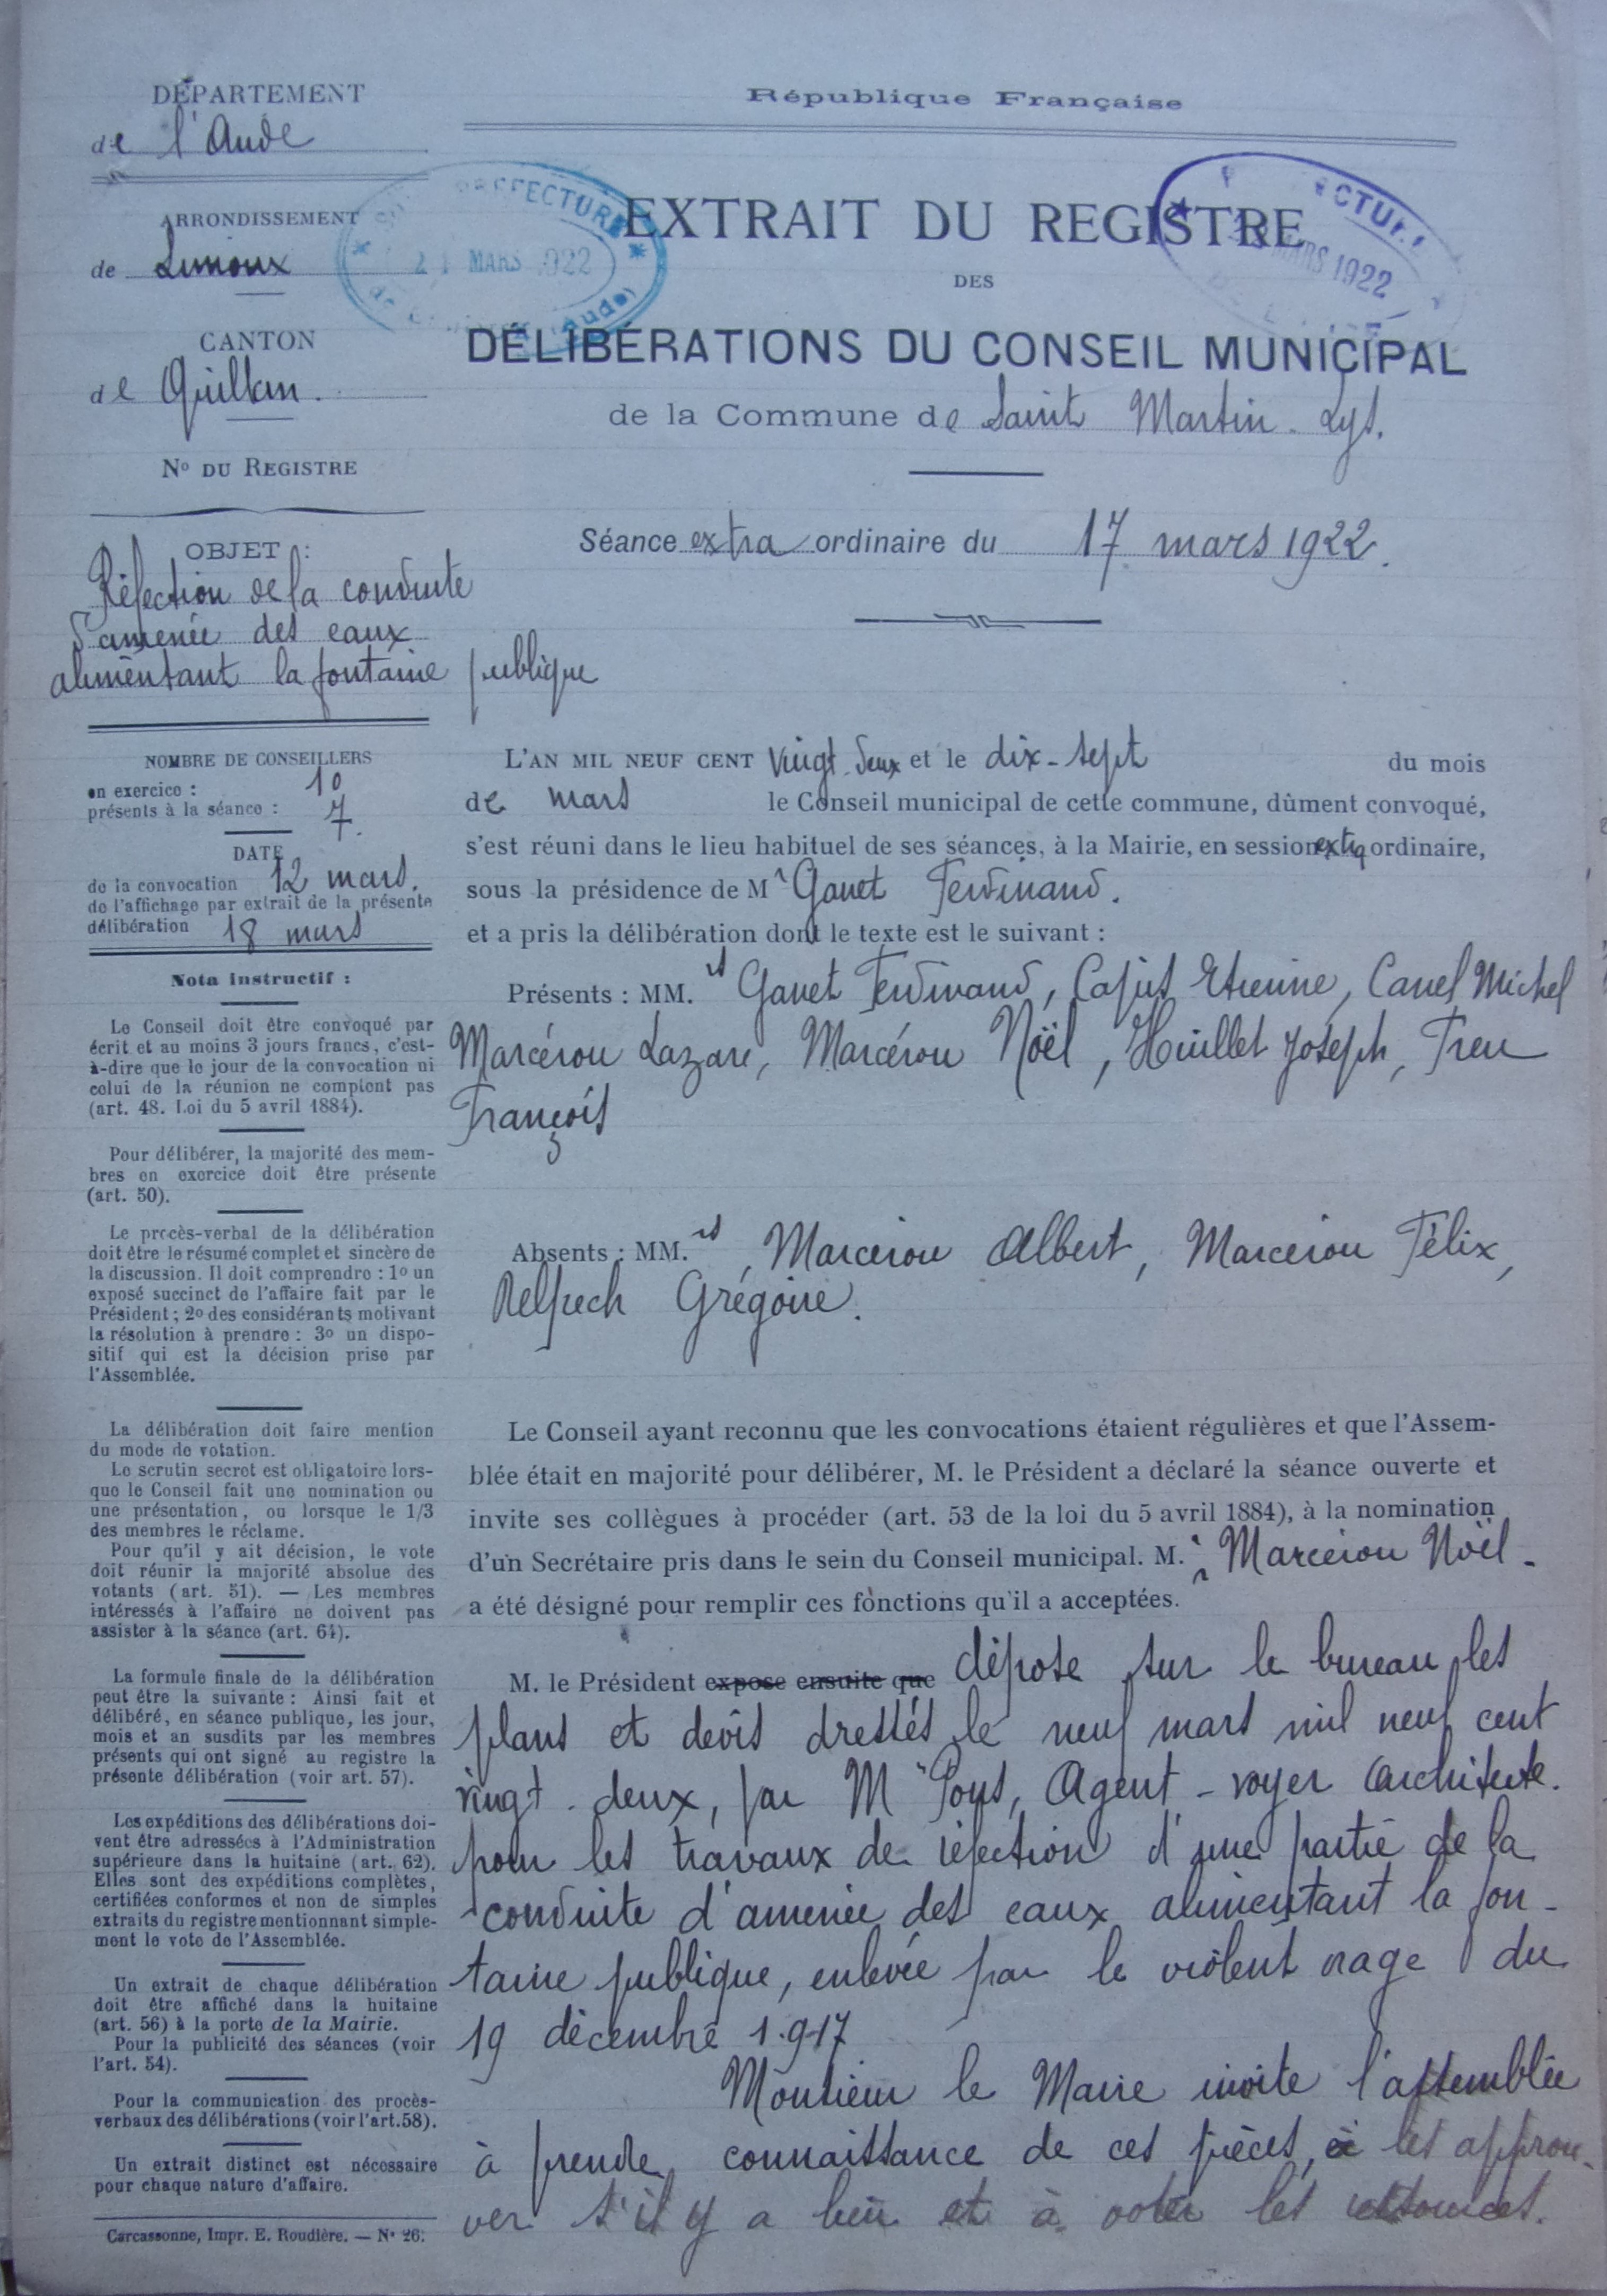 DÉPARTEMENT
de l'Aude
ARRONDISSEMENT
de Limoux
CANTON
de Quillan.
No DU REGISTRE
OBJET :
Réfection de la conduite
d'amenée des eaux
alimentant la fontaine publique
NOMBRE DE CONSEILLERS
en exercice : 10
présents à la séance : 7.
DATE
de la convocation 12 mars.
de l'affichage par extrait de la présente
délibération 18 mars
Nota instructif :
Le Conseil doit être convoqué par
écrit et au moins 3 jours francs, c'est-
à-dire que le jour de la convocation ni
celui de la réunion ne comptent pas
(art. 48. Loi du 5 avril 1884).
Pour délibérer, la majorité des mem-
bres en exercice doit être présente
(art. 50).
Le procès-verbal de la délibération
doit être le résumé complet et sincère de
la discussion. Il doit comprendre : 1o un
exposé succinct de l'affaire fait par le
Président ; 2o des considérants motivant
la résolution à prendre : 3o un dispo-
sitif qui est la décision prise par
l'Assemblée.
La délibération doit faire mention
du mode de votation.
Le scrutin secret est obligatoire lors-
que le Conseil fait une nomination ou
une présentation, ou lorsque le 1/3
des membres le réclame.
Pour qu'il y ait décision, le vote
doit réunir la majorité absolue des
votants (art. 51). — Les membres
intéressés à l'affaire ne doivent pas
assister à la séance (art. 64).
La formule finale de la délibération
peut être la suivante : Ainsi fait et
délibéré, en séance publique, les jour,
mois et an susdits par les membres
présents qui ont signé au registre la
présente délibération (voir art. 57).
Les expéditions des délibérations doi-
vent être adressées à l'Administration
supérieure dans la huitaine (art. 62).
Elles sont des expéditions complètes,
certifiées conformes et non de simples
extraits du registre mentionnant simple-
ment le vote de l'Assemblée.
Un extrait de chaque délibération
doit être affiché dans la huitaine
(art. 56) à la porte de la Mairie.
Pour la publicité des séances (voir
l'art. 54).
Pour la communication des procès-
verbaux des délibérations (voir l'art. 58).
Un extrait distinct est nécessaire
pour chaque nature d'affaire.
Carcassonne, Impr. E. Roudière. — No 26.
République Française
PREFECTURE
MARS 1922
(Aude)
MARS 1922
EXTRAIT DU REGISTRE
DES
DÉLIBÉRATIONS DU CONSEIL MUNICIPAL
de la Commune de Saint Martin-Lys.
Séance extra ordinaire du 17 mars 1922.
L'AN MIL NEUF CENT Vingt-deux et le dix-sept du mois
de mars le Conseil municipal de cette commune, dûment convoqué,
s'est réuni dans le lieu habituel de ses séances, à la Mairie, en session extra ordinaire,
sous la présidence de Mr Gavet Ferdinand.
et a pris la délibération dont le texte est le suivant :
Présents : MM.rs Gavet Ferdinand, Etienne, Canel Michel
Marcérou Lazare, Marcérou Noël, Huillet Joseph, Treu
François
Absents : MM.rs, Marcerou Albert, Marcerou Félix,
Delpech Grégoire.
Le Conseil ayant reconnu que les convocations étaient régulières et que l'Assem-
blée était en majorité pour délibérer, M. le Président a déclaré la séance ouverte et
invite ses collègues à procéder (art. 53 de la loi du 5 avril 1884), à la nomination
d'un Secrétaire pris dans le sein du Conseil municipal. M.r Marcerou Noël -
a été désigné pour remplir ces fonctions qu'il a acceptées.
M. le Président expose ensuite que dépose sur le bureau les
plans et devis dressés le neuf mars mil neuf cent
vingt-deux, par Mr Pons, Agent-voyer Architecte.
pour les travaux de réfection d'une partie de la
conduite d'amenée des eaux alimentant la fon-
taine publique, enlevée par le violent orage du
19 décembre 1917
Monsieur le Maire invite l'assemblée
à prendre connaissance de ces pièces, à les approu-
ver s'il y a lieu et à voter les ressources.